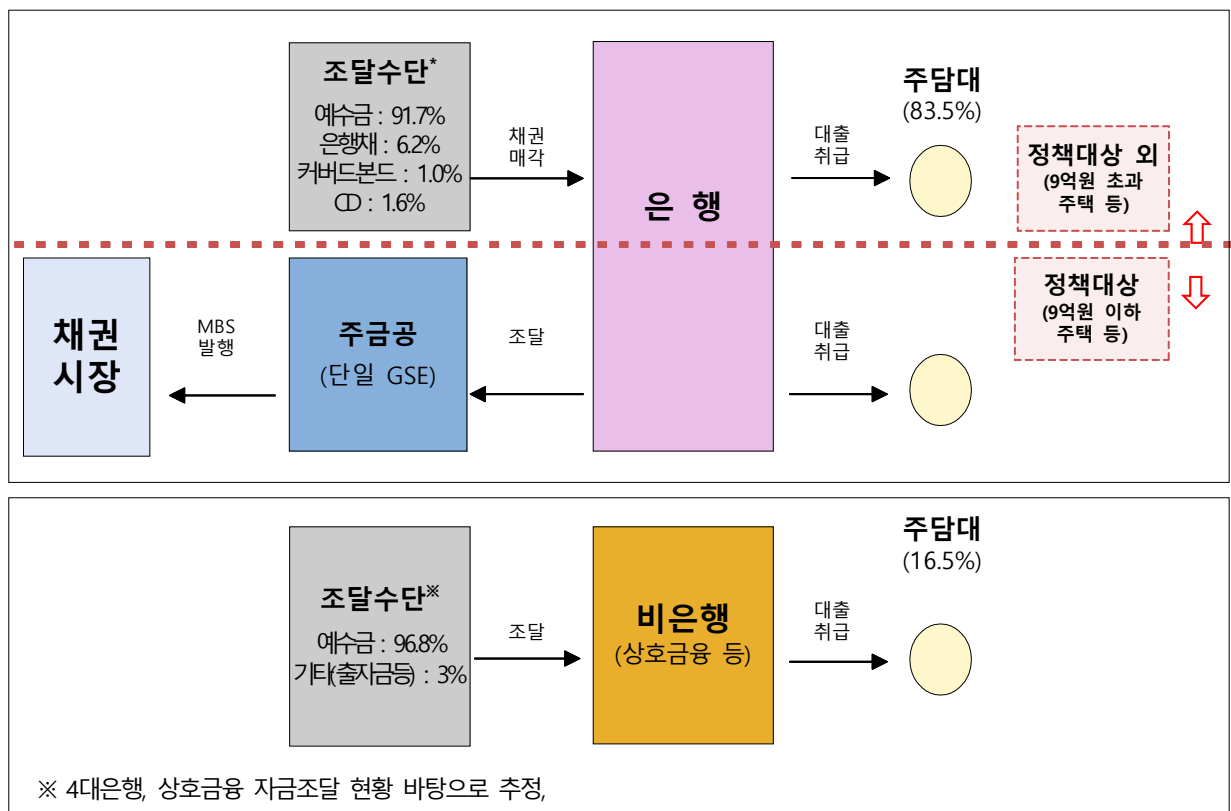 조달수단*
예수금 : 91.7%
은행채 : 6.2%
커버드본드 : 1.0%
CD : 1.6%
채권
매각
은 행
대출
취급
주담대
(83.5%)
정책대상 외
(9억원 초과
주택 등)
채권
시장
MBS
발행
주금공
(단일 GSE)
조달
대출
취급
정책대상
(9억원 이하
주택 등)
조달수단※
예수금 : 96.8%
기타(출자금등) : 3%
조달
비은행
(상호금융 등)
대출
취급
주담대
(16.5%)
※ 4대은행, 상호금융 자금조달 현황 바탕으로 추정,